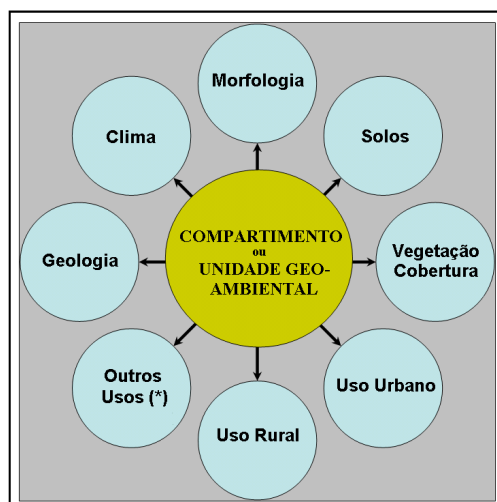 Morfologia
Clima
Solos
COMPARTIMENTO
ou
UNIDADE GEO-
AMBIENTAL
Geologia
Vegetação
Cobertura
Outros
Usos (*)
Uso Urbano
Uso Rural